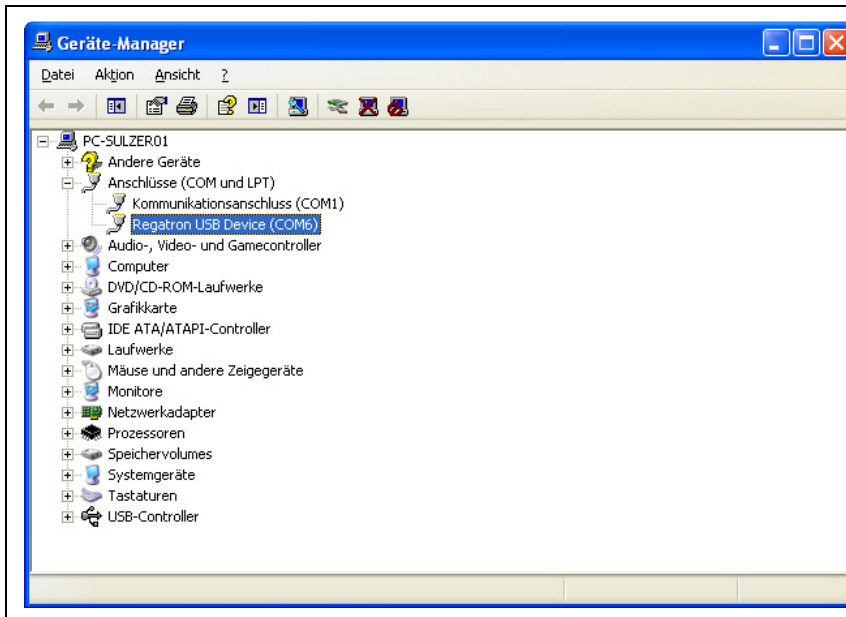 Geräte-Manager
Datei Aktion Ansicht ?
PC-SULZER01
Andere Geräte
Anschlüsse (COM und LPT)
Kommunikationsanschluss (COM1)
Regatron USB Device (COM6)
Audio-, Video- und Gamecontroller
Computer
DVD/CD-ROM-Laufwerke
Grafikkarte
IDE ATA/ATAPI-Controller
Laufwerke
Mäuse und andere Zeigegeräte
Monitore
Netzwerkadapter
Prozessoren
Speichervolumes
Systemgeräte
Tastaturen
USB-Controller